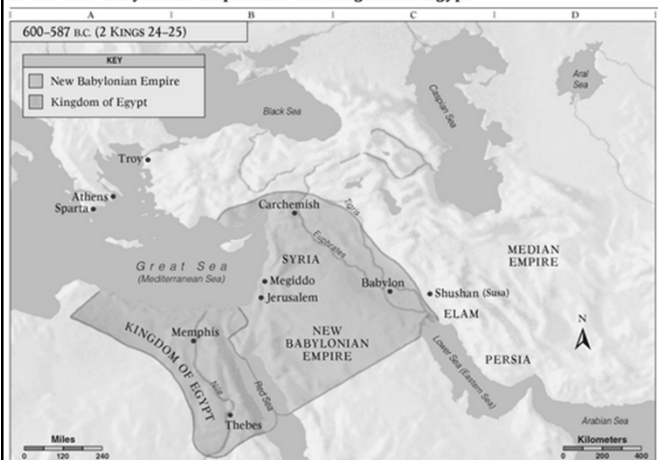 A B C D
600–587 B.C. (2 KINGS 24–25)
KEY
New Babylonian Empire
Kingdom of Egypt
Black Sea
Caspian Sea
Aral
Sea
Troy
Athens
Sparta
Carchemish
Tigris
Euphrates
SYRIA
Great Sea
(Mediterranean Sea)
Megiddo
Jerusalem
Babylon
Shushan (Susa)
ELAM
MEDIAN
EMPIRE
NEW
BABYLONIAN
EMPIRE
KINGDOM OF EGYPT
Memphis
Nile
Red Sea
Thebes
Lower Sea (Eastern Sea)
PERSIA
N
Arabian Sea
Miles
0 120 240
Kilometers
0 200 400